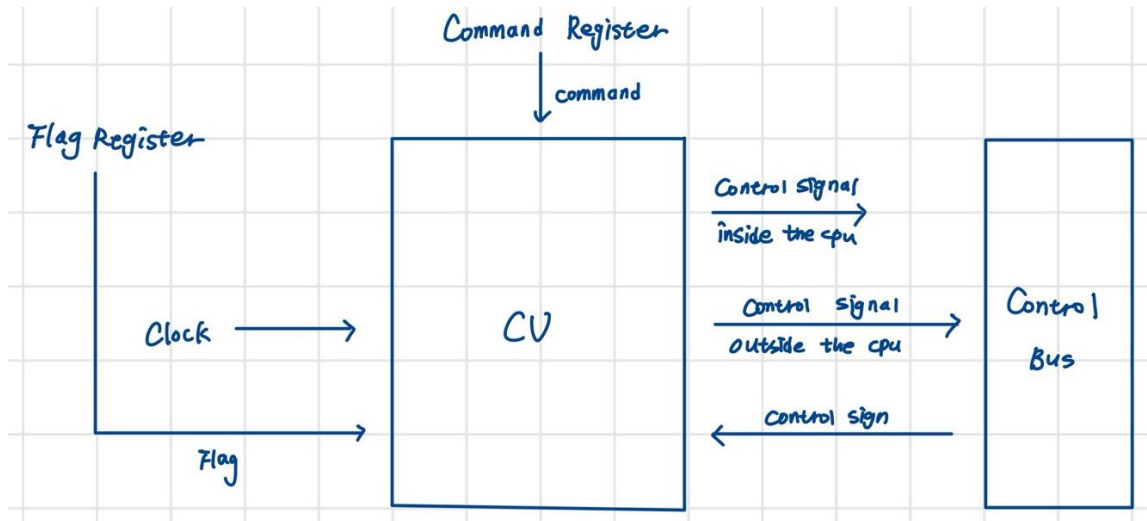 Command Register
command
Flag Register
Control signal
inside the cpu
Clock
CU
Control signal
outside the cpu
Control
Bus
Control sign
Flag